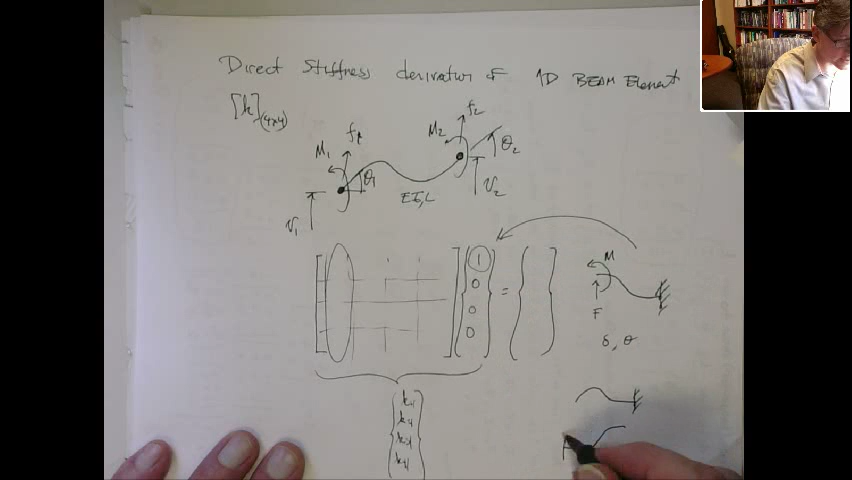 Direct Stiffness derivation of 1D BEAM Element
[k](4x4)
f1
M1
θ1
v1
f2
M2
θ2
v2
EI, L
1
0
0
0
=
M
F
δ, θ
k11
k21
k31
k41